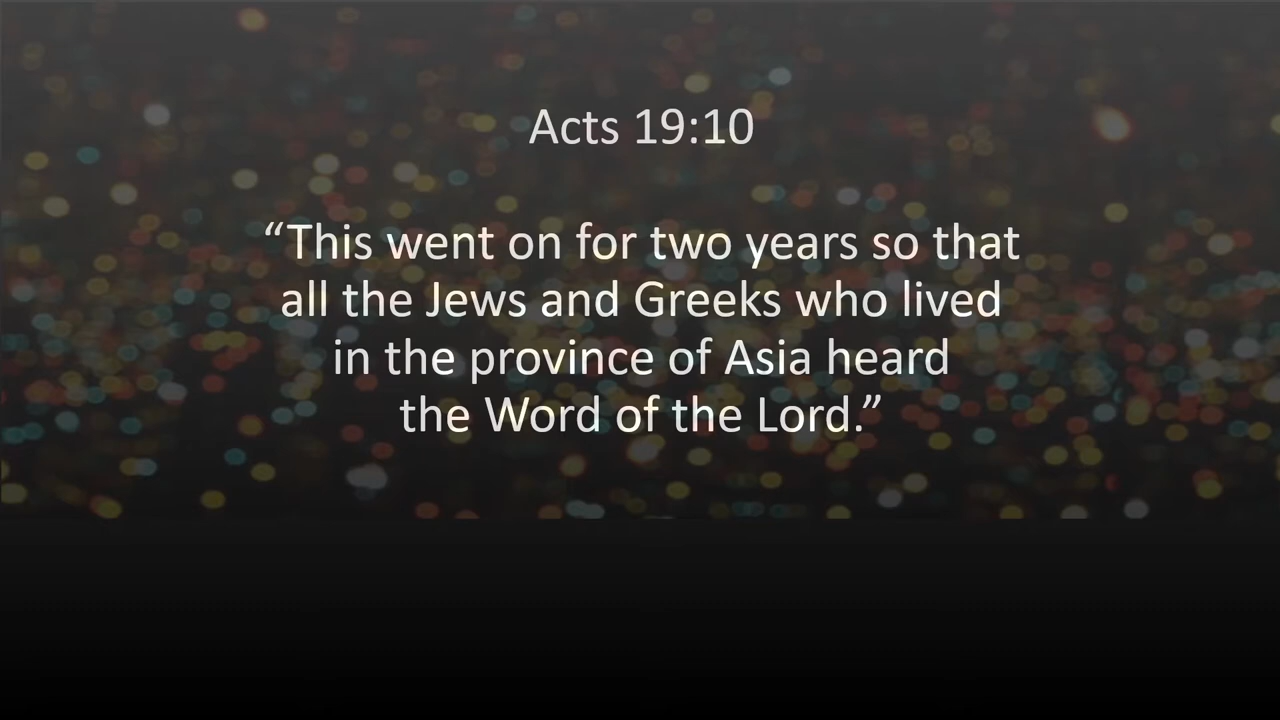 Acts 19:10
“This went on for two years so that
all the Jews and Greeks who lived
in the province of Asia heard
the Word of the Lord.”